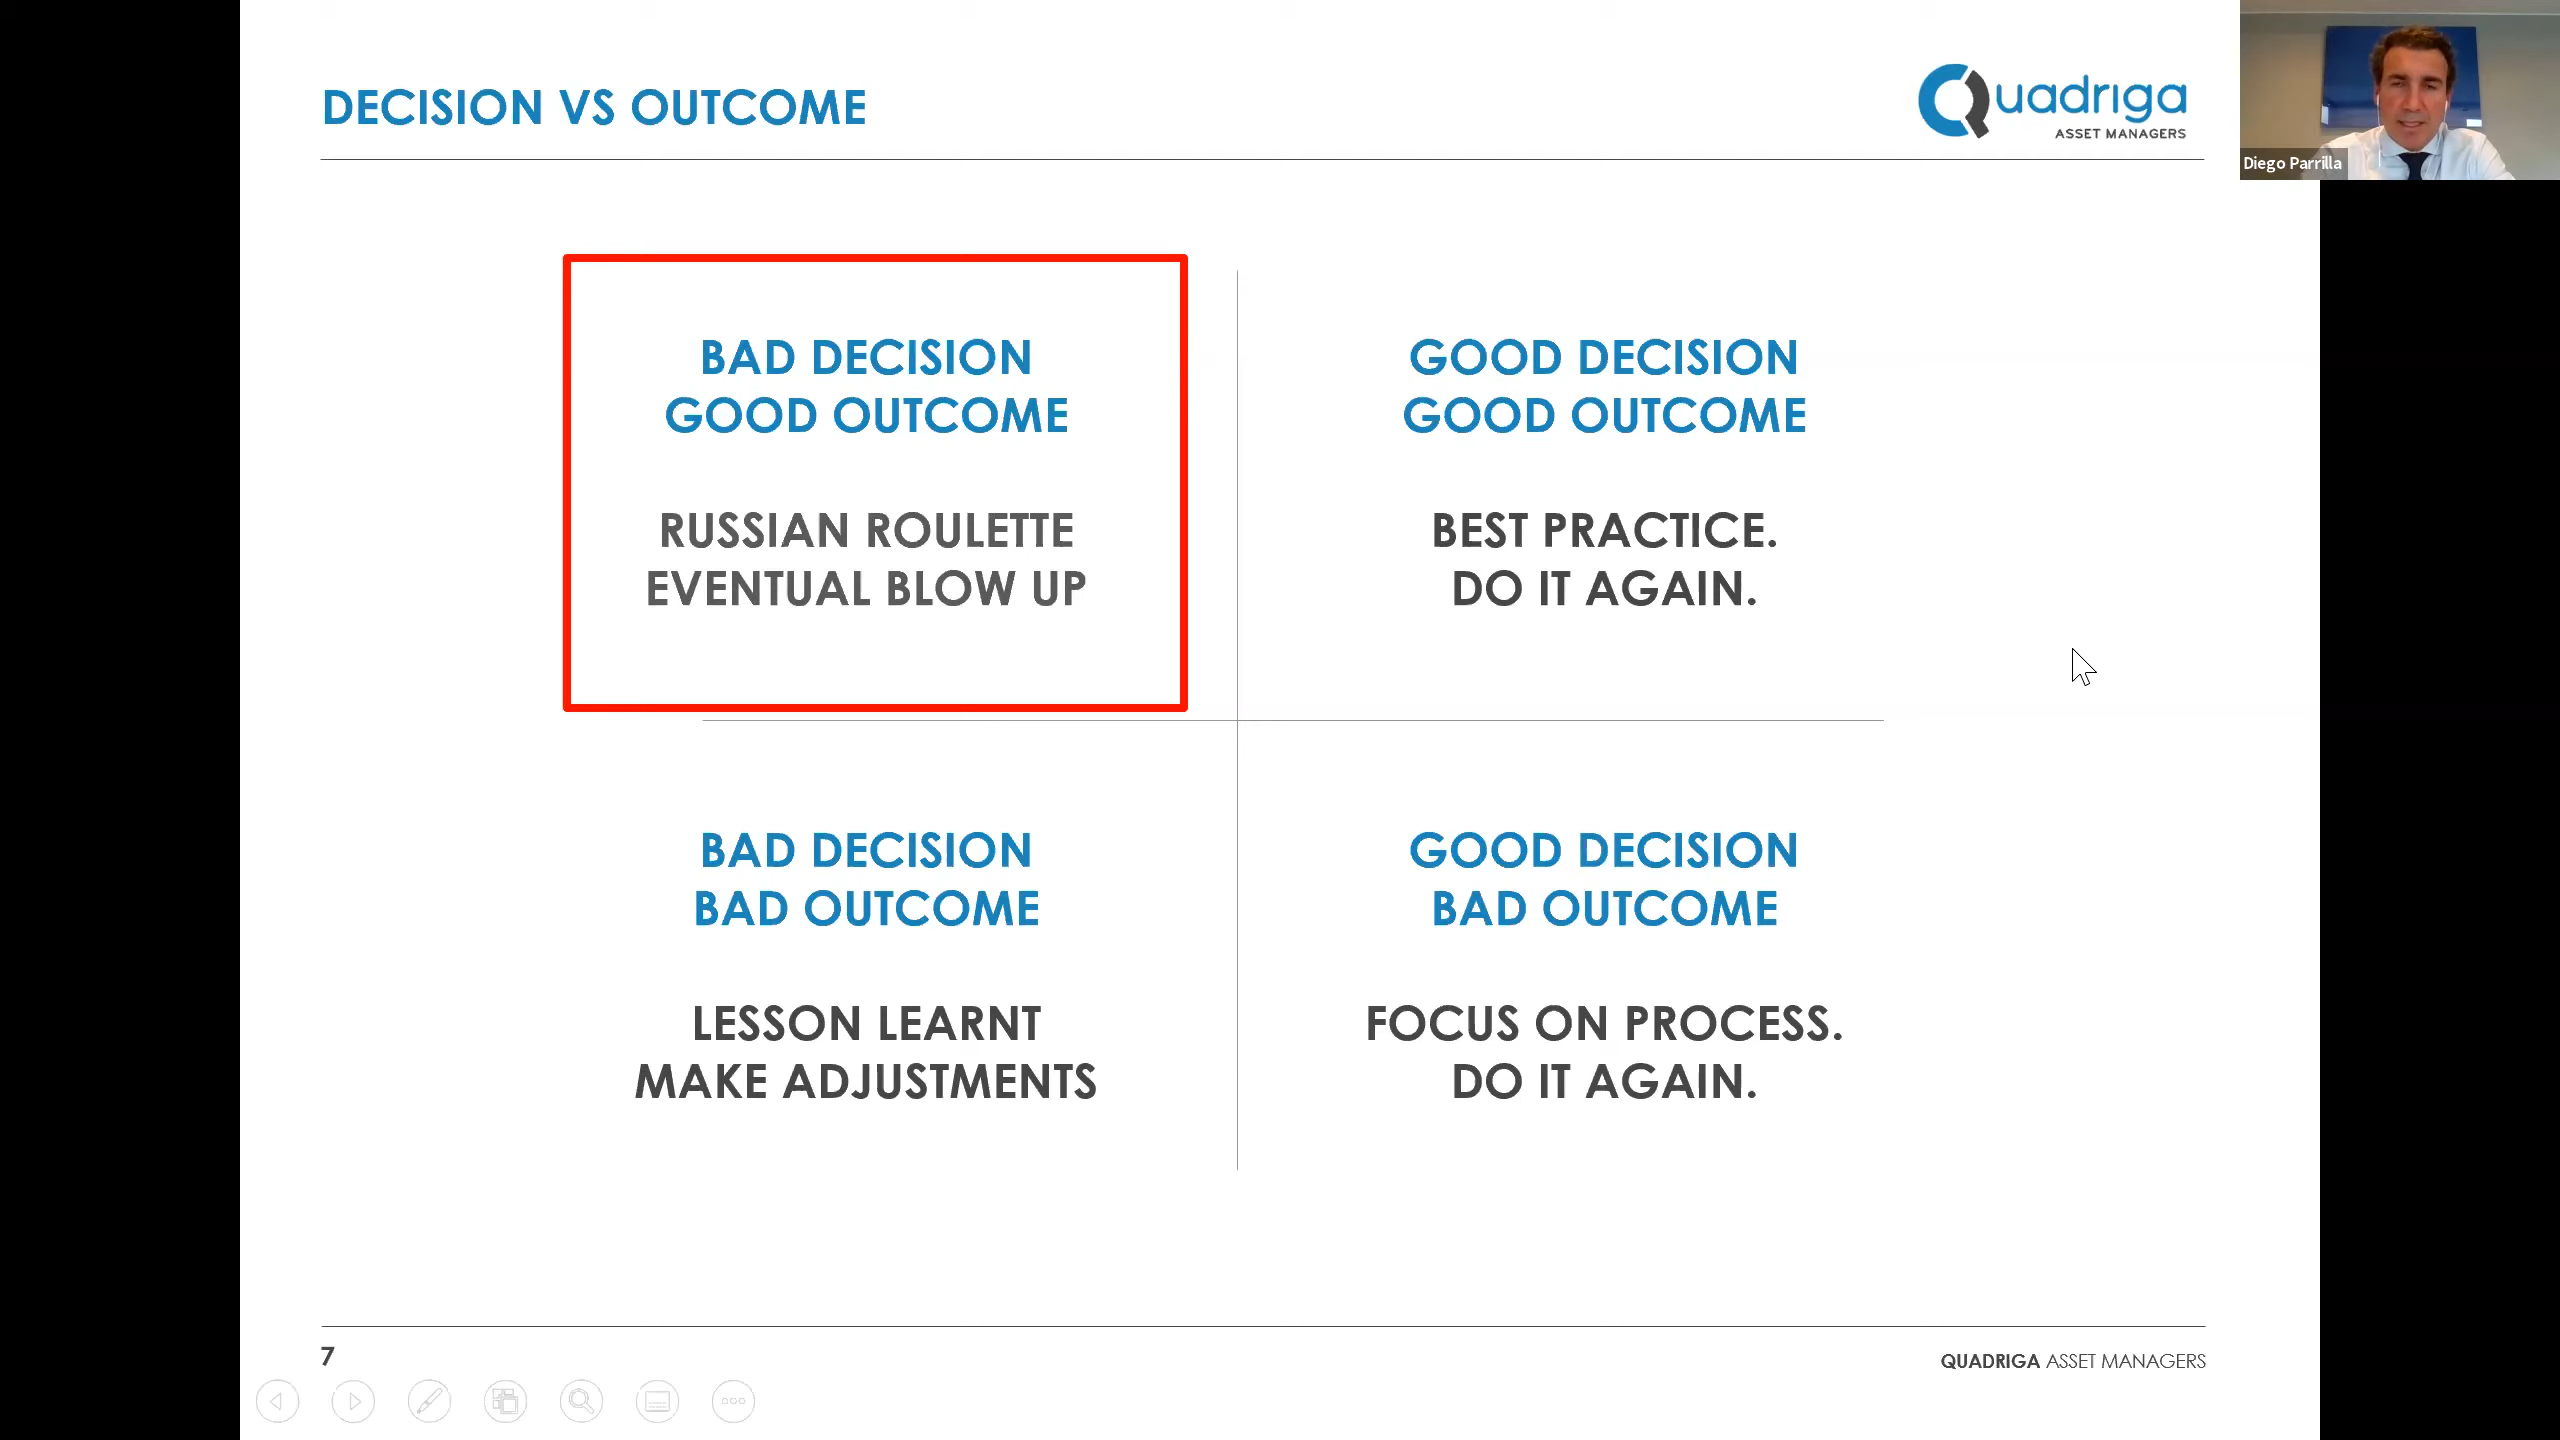 DECISION VS OUTCOME
Quadriga
ASSET MANAGERS
Diego Parrilla
BAD DECISION
GOOD OUTCOME
RUSSIAN ROULETTE
EVENTUAL BLOW UP
GOOD DECISION
GOOD OUTCOME
BEST PRACTICE.
DO IT AGAIN.
BAD DECISION
BAD OUTCOME
LESSON LEARNT
MAKE ADJUSTMENTS
GOOD DECISION
BAD OUTCOME
FOCUS ON PROCESS.
DO IT AGAIN.
7
QUADRIGA ASSET MANAGERS